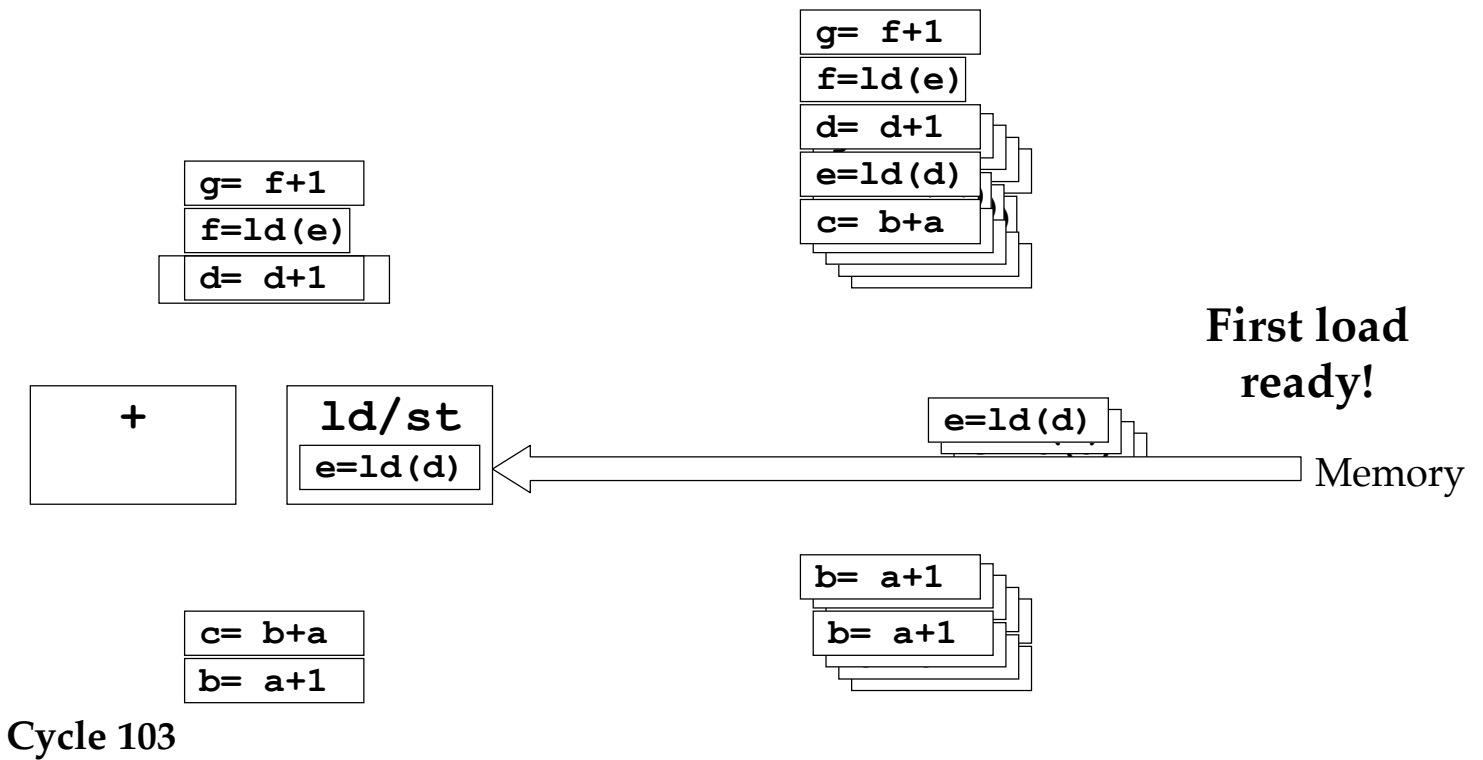 g= f+1
f=ld(e)
d= d+1
e=ld(d)
c= b+a
g= f+1
f=ld(e)
d= d+1
First load
ready!
+
ld/st
e=ld(d)
e=ld(d)
Memory
b= a+1
b= a+1
c= b+a
b= a+1
Cycle 103